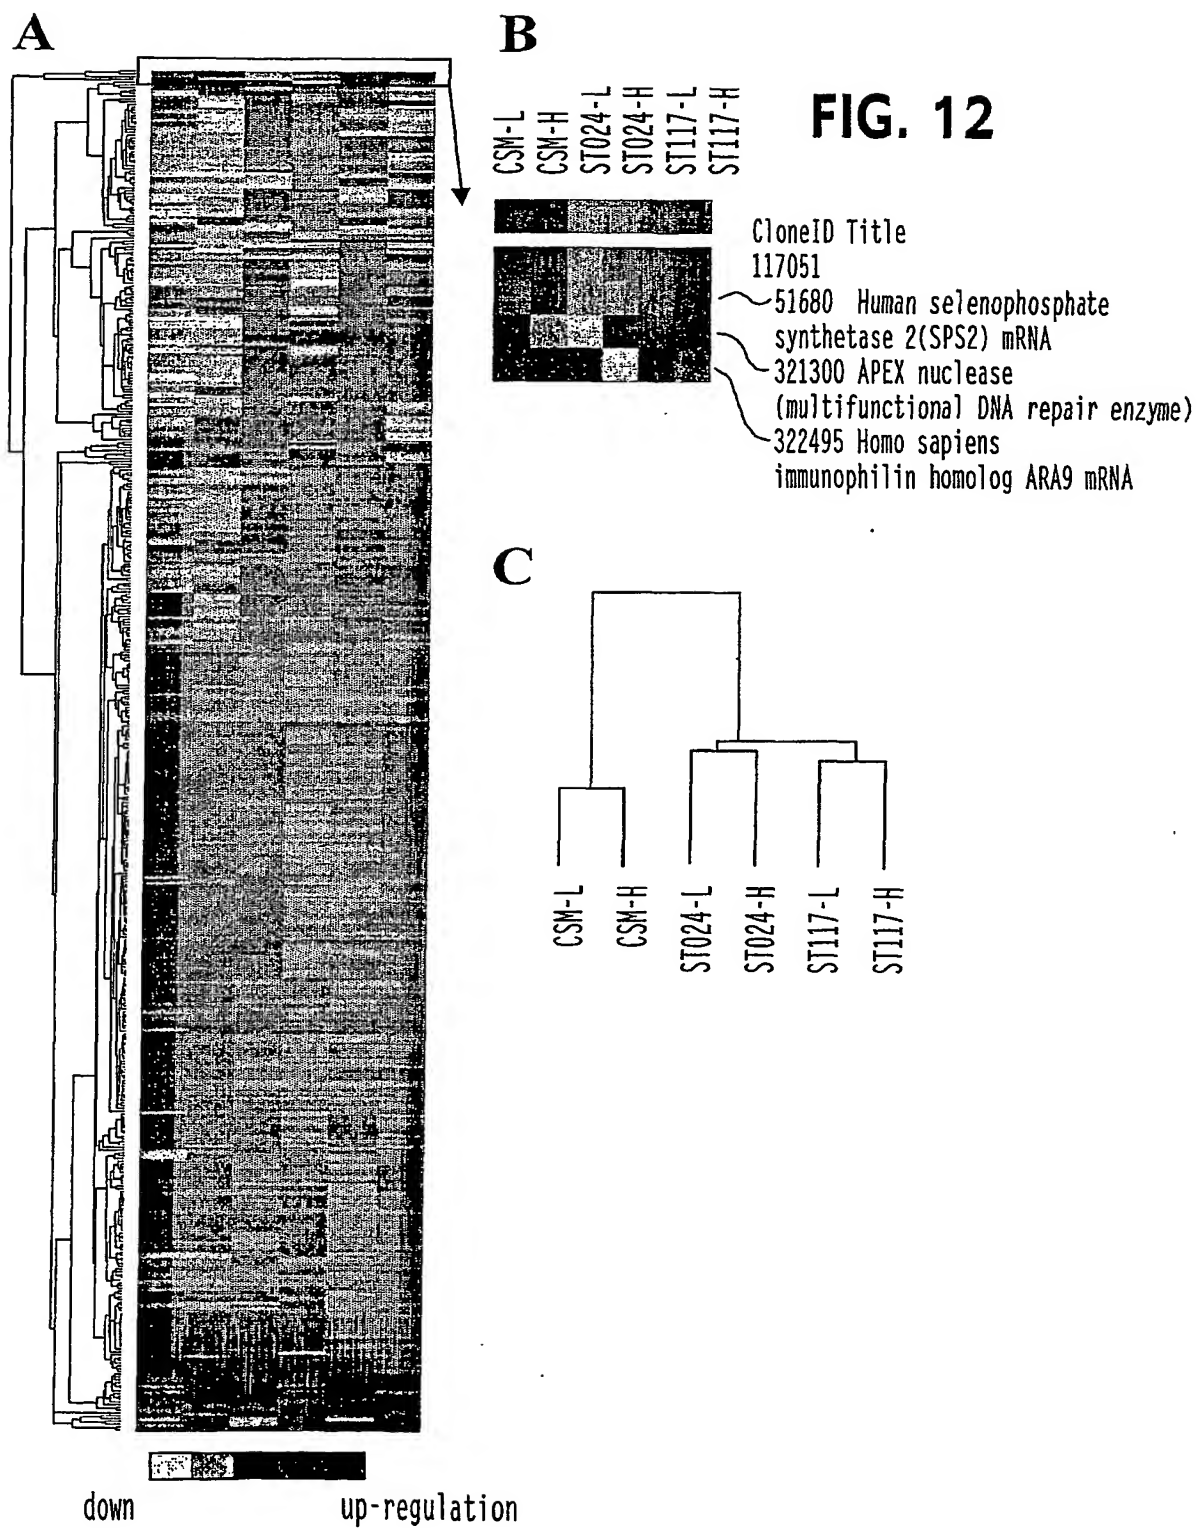 A
B
FIG. 12
CSM-L
CSM-H
ST024-L
ST024-H
ST117-L
ST117-H
CloneID Title
117051
51680 Human selenophosphate
synthetase 2(SPS2) mRNA
321300 APEX nuclease
(multifunctional DNA repair enzyme)
322495 Homo sapiens
immunophilin homolog ARA9 mRNA
C
CSM-L
CSM-H
ST024-L
ST024-H
ST117-L
ST117-H
down
up-regulation